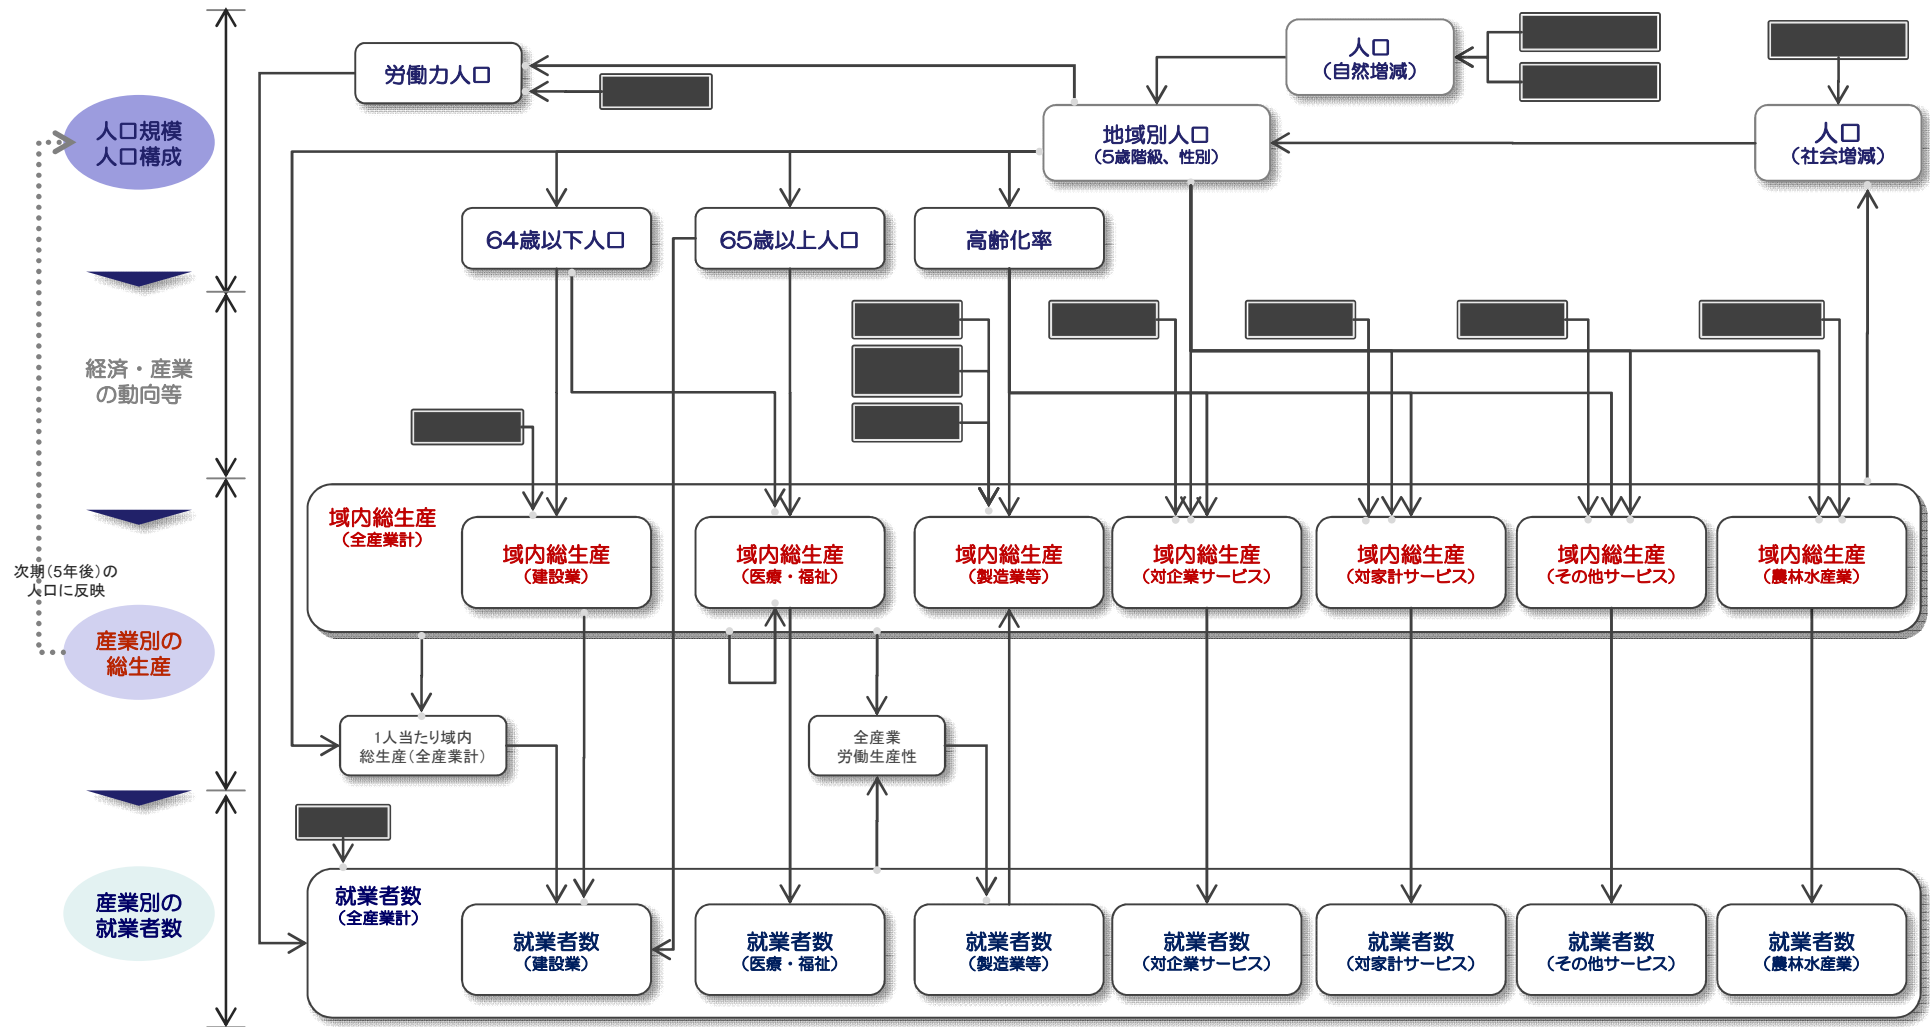 人口
（自然増減）
労働力人口
人口規模
人口構成
地域別人口
（5歳階級、性別）
人口
（社会増減）
64歳以下人口
65歳以上人口
高齢化率
経済・産業
の動向等
域内総生産
（全産業計）
域内総生産
（建設業）
域内総生産
（医療・福祉）
域内総生産
（製造業等）
域内総生産
（対企業サービス）
域内総生産
（対家計サービス）
域内総生産
（その他サービス）
域内総生産
（農林水産業）
次期（5年後）の
人口に反映
産業別の
総生産
1人当たり域内
総生産（全産業計）
全産業
労働生産性
就業者数
（全産業計）
産業別の
就業者数
就業者数
（建設業）
就業者数
（医療・福祉）
就業者数
（製造業等）
就業者数
（対企業サービス）
就業者数
（対家計サービス）
就業者数
（その他サービス）
就業者数
（農林水産業）